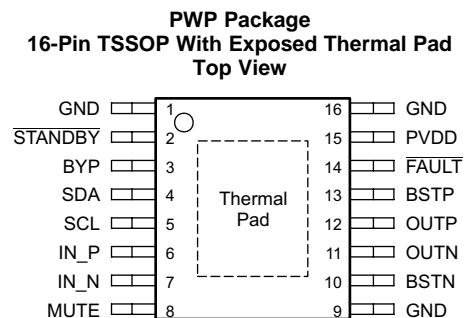 PWP Package
16-Pin TSSOP With Exposed Thermal Pad
Top View
GND 1 16 GND
STANDBY 2 15 PVDD
BYP 3 14 FAULT
SDA 4 13 BSTP
SCL 5 12 OUTP
IN_P 6 11 OUTN
IN_N 7 10 BSTN
MUTE 8 9 GND
Thermal
Pad